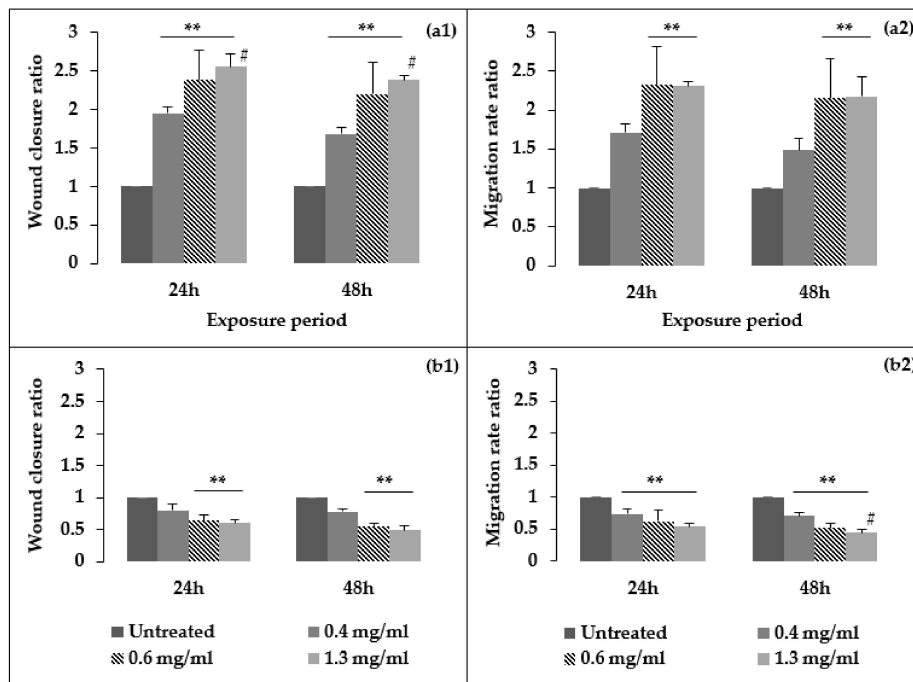 (a1)
Wound closure ratio
3
2.5
2
1.5
1
0.5
0
**
#
**
#
24h 48h
Exposure period
(a2)
Migration rate ratio
3
2.5
2
1.5
1
0.5
0
**
**
24h 48h
Exposure period
(b1)
Wound closure ratio
3
2.5
2
1.5
1
0.5
0
**
**
24h 48h
Untreated 0.4 mg/ml
0.6 mg/ml 1.3 mg/ml
(b2)
Migration rate ratio
3
2.5
2
1.5
1
0.5
0
**
**
#
24h 48h
Untreated 0.4 mg/ml
0.6 mg/ml 1.3 mg/ml